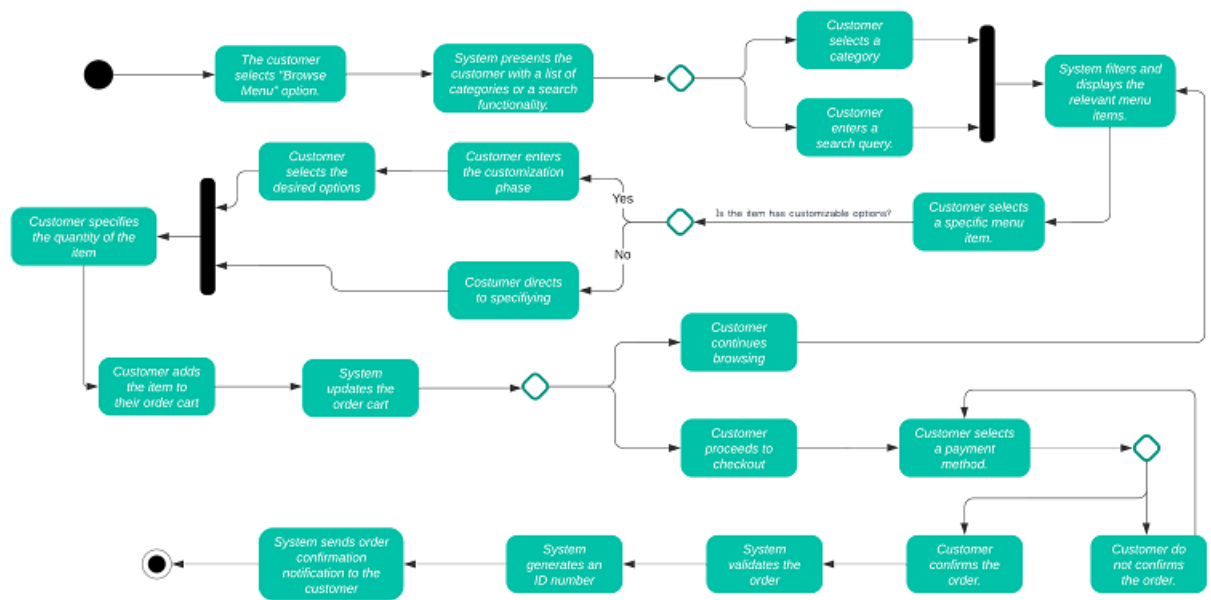 The customer
selects "Browse
Menu" option.
System presents the
customer with a list of
categories or a search
functionality.
Customer
selects a
category
Customer
enters a
search query.
System filters and
displays the
relevant menu
items.
Customer selects
a specific menu
item.
Is the item has customizable options?
Yes
No
Customer enters
the customization
phase
Customer
selects the
desired options
Costumer directs
to specifiying
Customer specifies
the quantity of the
item
Customer adds
the item to
their order cart
System
updates the
order cart
Customer
continues
browsing
Customer
proceeds to
checkout
Customer selects
a payment
method.
Customer
confirms the
order.
Customer do
not confirms
the order.
System
validates the
order
System
generates an
ID number
System sends order
confirmation
notification to the
customer